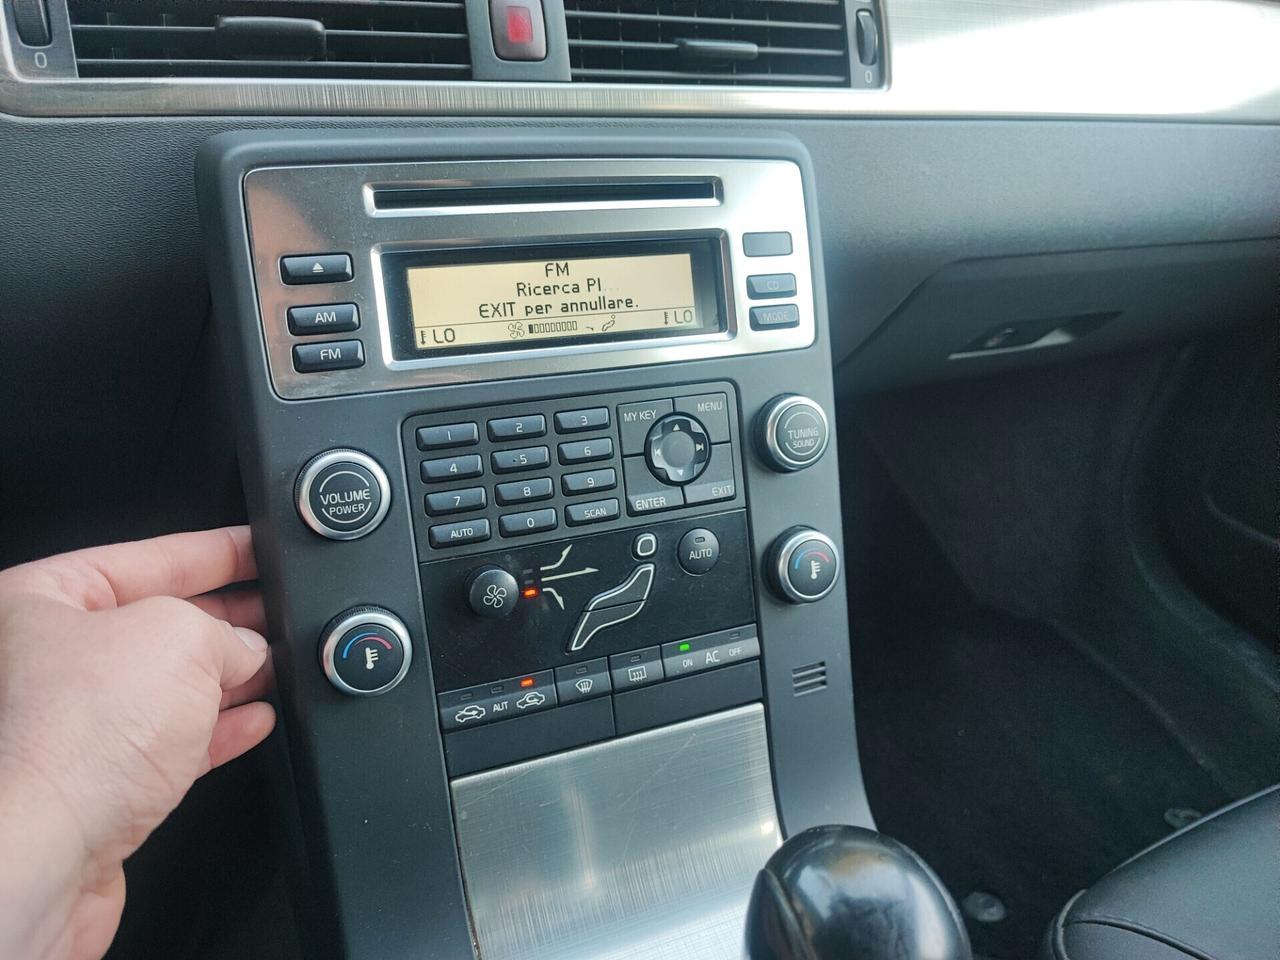 0
0
FM
Ricerca PI...
EXIT per annullare.
LO
LO
AM
FM
CD
MODE
1
2
3
4
5
6
7
8
9
AUTO
0
SCAN
MY KEY
MENU
ENTER
EXIT
VOLUME
POWER
TUNING
SOUND
AUTO
AUT
ON AC OFF